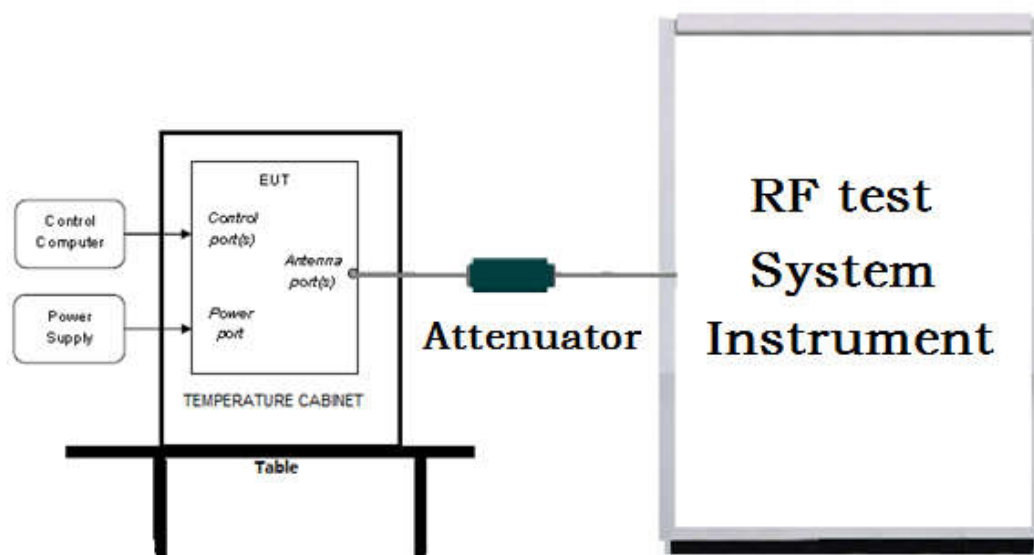 EUT
Control
Computer
Control
port(s)
Antenna
port(s)
Power
Supply
Power
port
TEMPERATURE CABINET
Table
Attenuator
RF test
System
Instrument